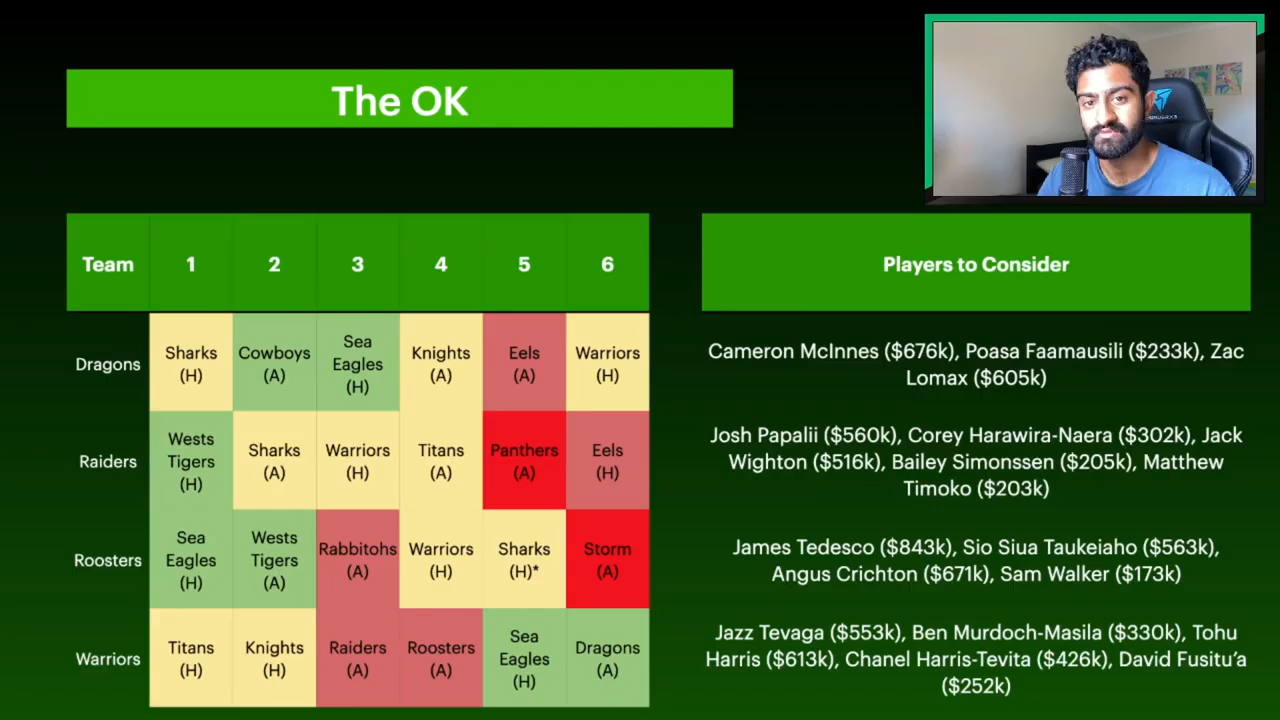 The OK
Team 1 2 3 4 5 6
Players to Consider
Dragons
Sharks
(H)
Cowboys
(A)
Sea
Eagles
(H)
Knights
(A)
Eels
(A)
Warriors
(H)
Cameron McInnes ($676k), Poasa Faamausili ($233k), Zac
Lomax ($605k)
Raiders
Wests
Tigers
(H)
Sharks
(A)
Warriors
(H)
Titans
(A)
Panthers
(A)
Eels
(H)
Josh Papalii ($560k), Corey Harawira-Naera ($302k), Jack
Wighton ($516k), Bailey Simonssen ($205k), Matthew
Timoko ($203k)
Roosters
Sea
Eagles
(H)
Wests
Tigers
(A)
Rabbitohs
(A)
Warriors
(H)
Sharks
(H)*
Storm
(A)
James Tedesco ($843k), Sio Siua Taukeiaho ($563k),
Angus Crichton ($671k), Sam Walker ($173k)
Warriors
Titans
(H)
Knights
(H)
Raiders
(A)
Roosters
(A)
Sea
Eagles
(H)
Dragons
(A)
Jazz Tevaga ($553k), Ben Murdoch-Masila ($330k), Tohu
Harris ($613k), Chanel Harris-Tevita ($426k), David Fusitu'a
($252k)